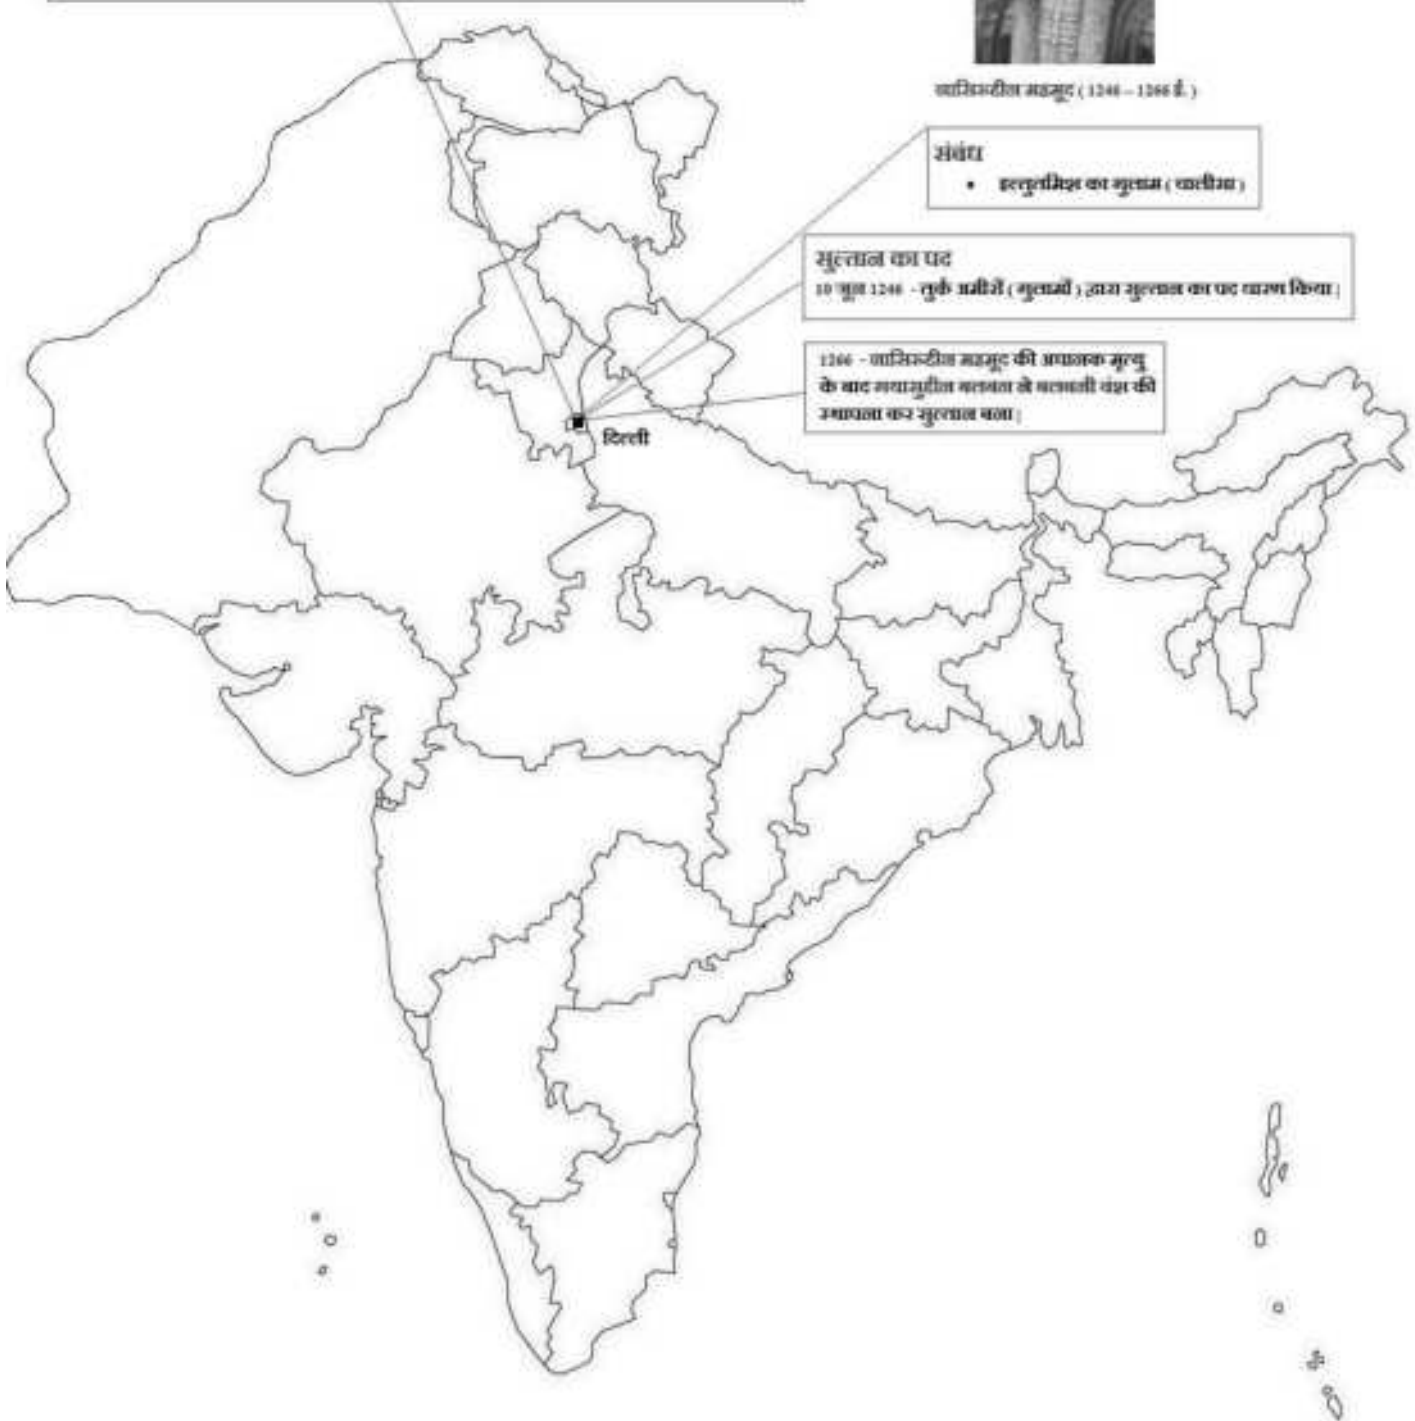 नासिरुद्दीन महमूद ( 1246 – 1266 ई. )
संबंध
• इल्तुतमिश का गुलाम ( चालीसा )
सुल्तान का पद
10 जून 1246 - तुर्क अमीरों ( गुलामों ) द्वारा सुल्तान का पद धारण किया |
1266 - नासिरुद्दीन महमूद की अचानक मृत्यु
के बाद गयासुद्दीन बलबन ने बलबनी वंश की
स्थापना कर सुल्तान बना |
दिल्ली